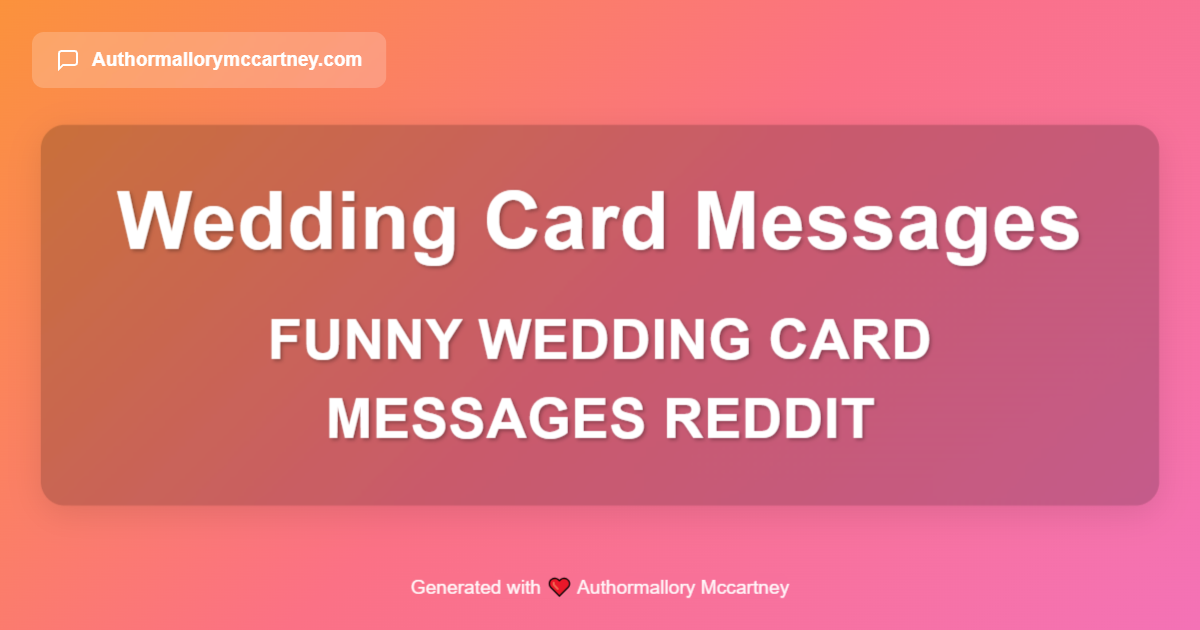 Authormallorymccartney.com
Wedding Card Messages
FUNNY WEDDING CARD
MESSAGES REDDIT
Generated with ❤️ Authormallory Mccartney